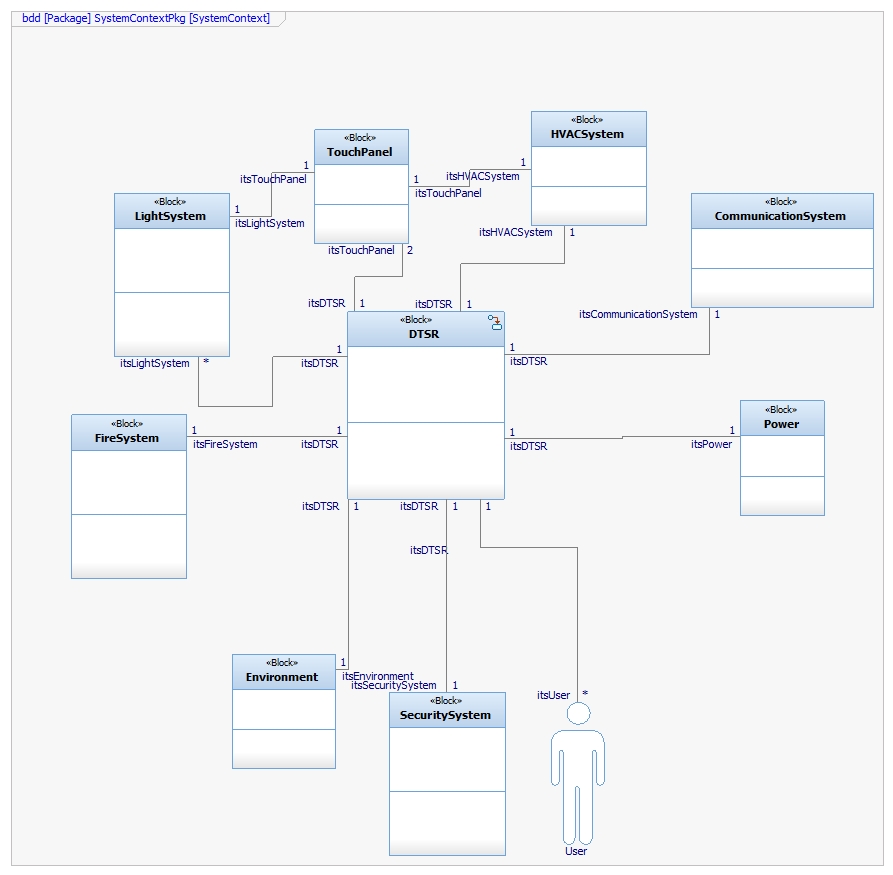 bdd [Package] SystemContextPkg [SystemContext]
«Block»
HVACSystem
«Block»
TouchPanel
1
itsTouchPanel
1
itsHVACSystem
1
itsTouchPanel
«Block»
LightSystem
1
itsLightSystem
«Block»
CommunicationSystem
itsHVACSystem 1
itsTouchPanel 2
itsDTSR 1
itsDTSR 1
itsCommunicationSystem 1
«Block»
DTSR
1
itsDTSR
1
itsDTSR
itsLightSystem *
«Block»
FireSystem
1
itsFireSystem
1
itsDTSR
1
itsDTSR
1
itsPower
«Block»
Power
itsDTSR 1
itsDTSR 1
1
itsDTSR
«Block»
Environment
1
itsEnvironment
itsSecuritySystem 1
«Block»
SecuritySystem
itsUser *
User